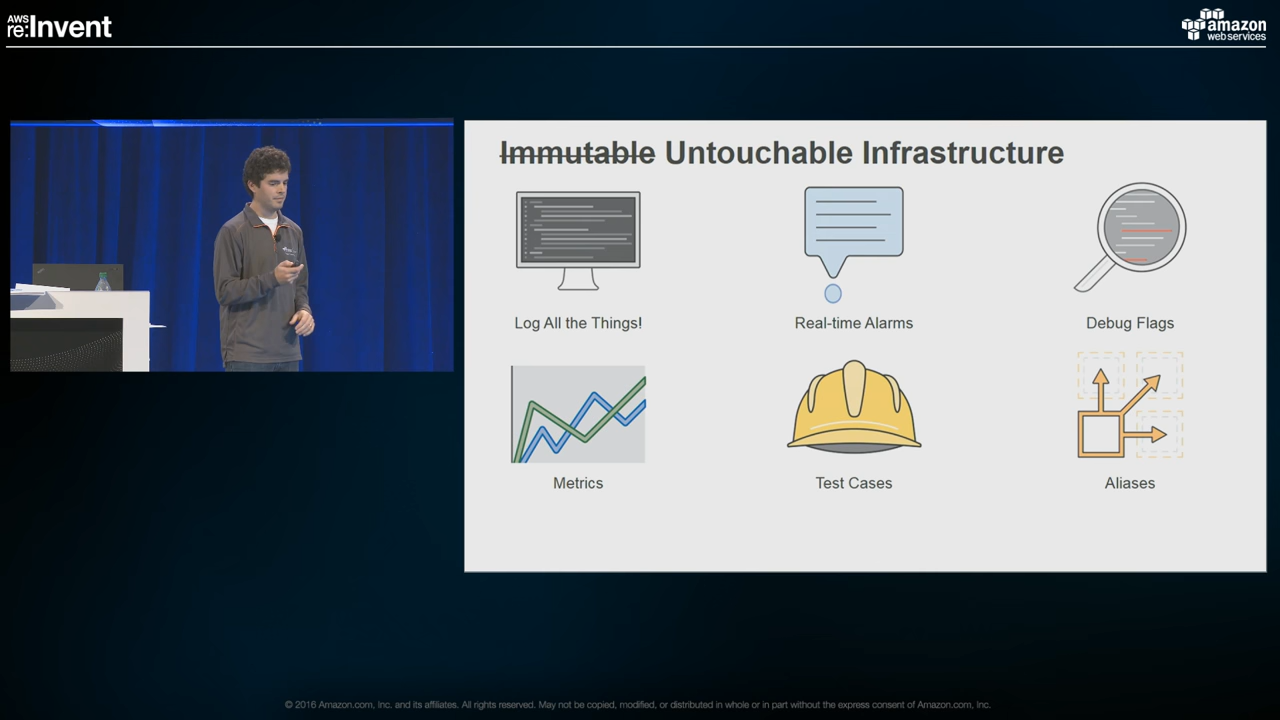 AWS
re:Invent
amazon
web services
Immutable Untouchable Infrastructure
Log All the Things!
Real-time Alarms
Debug Flags
Metrics
Test Cases
Aliases
© 2016 Amazon.com, Inc. and its affiliates. All rights reserved. May not be copied, modified, or distributed in whole or in part without the express consent of Amazon.com, Inc.